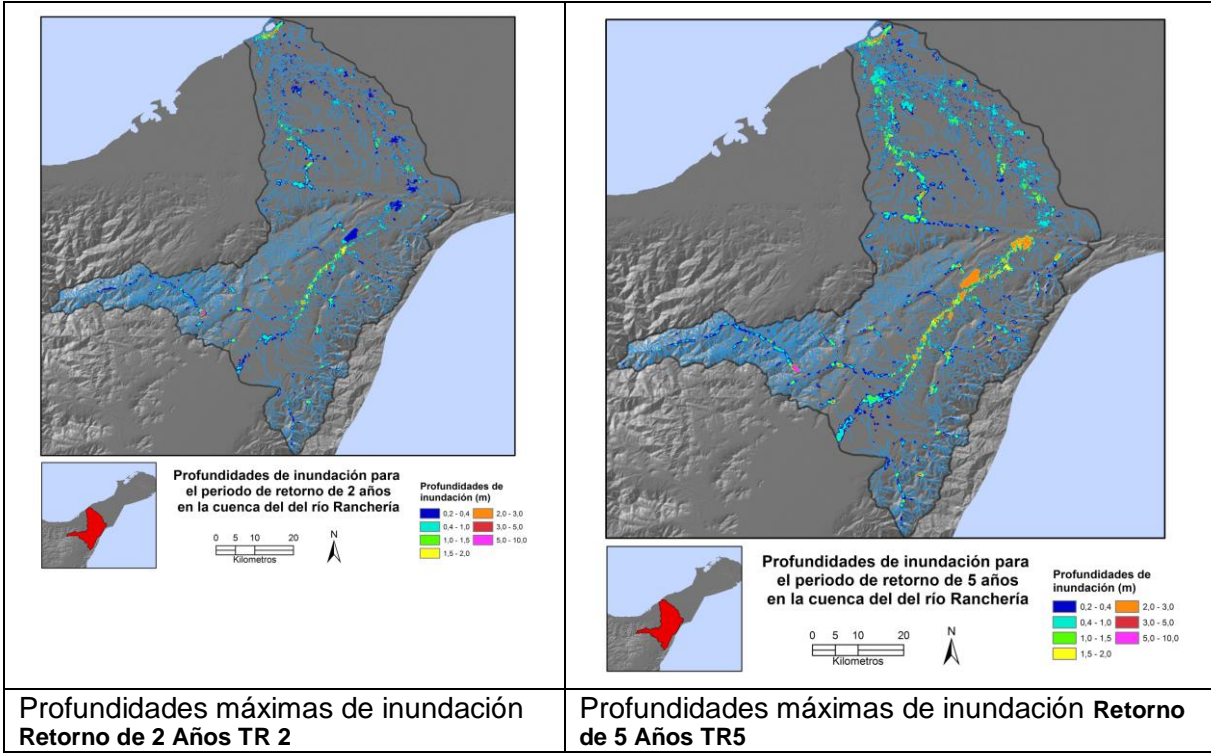 Profundidades de inundación para
el periodo de retorno de 2 años
en la cuenca del del río Ranchería
0 5 10 20
Kilometros
N
Profundidades de
inundación (m)
0,2 - 0,4 2,0 - 3,0
0,4 - 1,0 3,0 - 5,0
1,0 - 1,5 5,0 - 10,0
1,5 - 2,0
Profundidades máximas de inundación
Retorno de 2 Años TR 2
Profundidades de inundación para
el periodo de retorno de 5 años
en la cuenca del del río Ranchería
0 5 10 20
Kilometros
N
Profundidades de
inundación (m)
0,2 - 0,4 2,0 - 3,0
0,4 - 1,0 3,0 - 5,0
1,0 - 1,5 5,0 - 10,0
1,5 - 2,0
Profundidades máximas de inundación Retorno
de 5 Años TR5